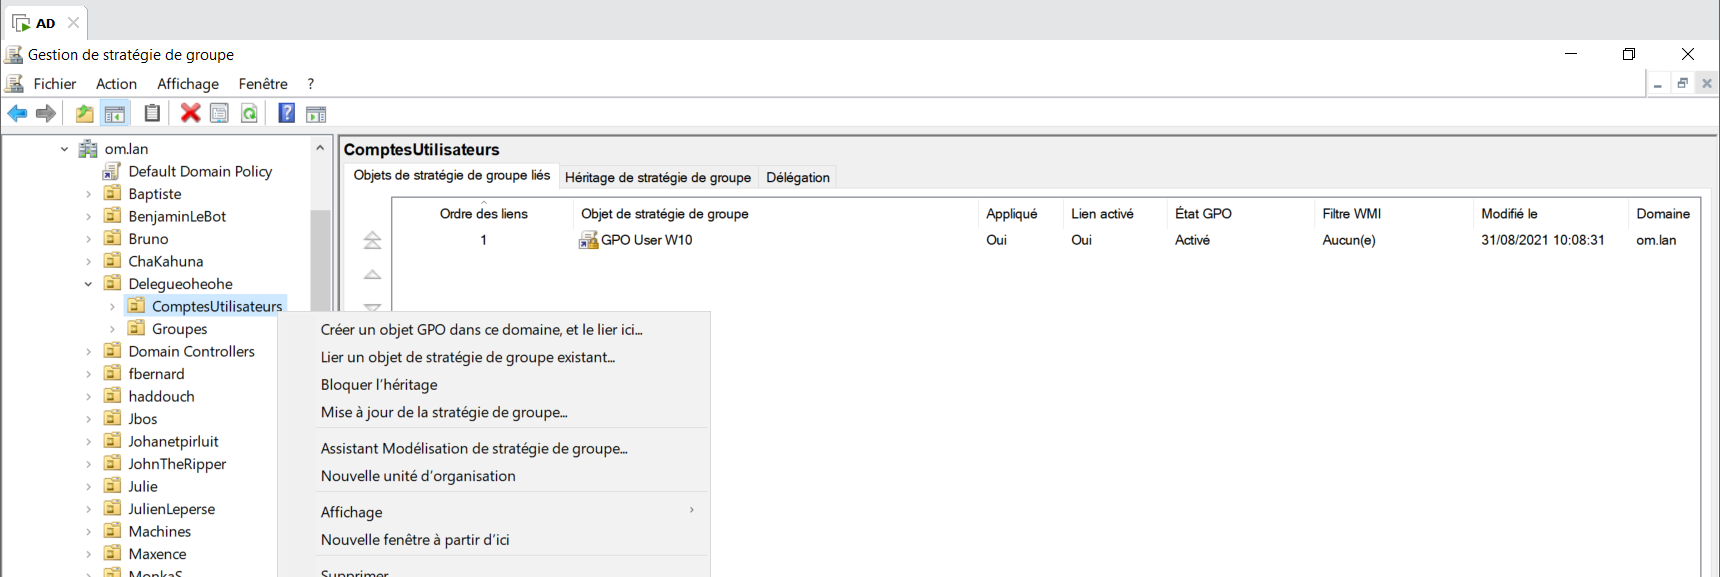 AD
Gestion de stratégie de groupe
Fichier Action Affichage Fenêtre ?
om.lan
Default Domain Policy
Baptiste
BenjaminLeBot
Bruno
ChaKahuna
Delegueoheohe
ComptesUtilisateurs
Groupes
Domain Controllers
fbernard
haddouch
Jbos
Johanetpirluit
JohnTheRipper
Julie
JulienLeperse
Machines
Maxence
MonkaS
ComptesUtilisateurs
Objets de stratégie de groupe liés Héritage de stratégie de groupe Délégation
Ordre des liens Objet de stratégie de groupe Appliqué Lien activé État GPO Filtre WMI Modifié le Domaine
1 GPO User W10 Oui Oui Activé Aucun(e) 31/08/2021 10:08:31 om.lan
Créer un objet GPO dans ce domaine, et le lier ici...
Lier un objet de stratégie de groupe existant...
Bloquer l’héritage
Mise à jour de la stratégie de groupe...
Assistant Modélisation de stratégie de groupe...
Nouvelle unité d’organisation
Affichage
Nouvelle fenêtre à partir d’ici
Supprimer